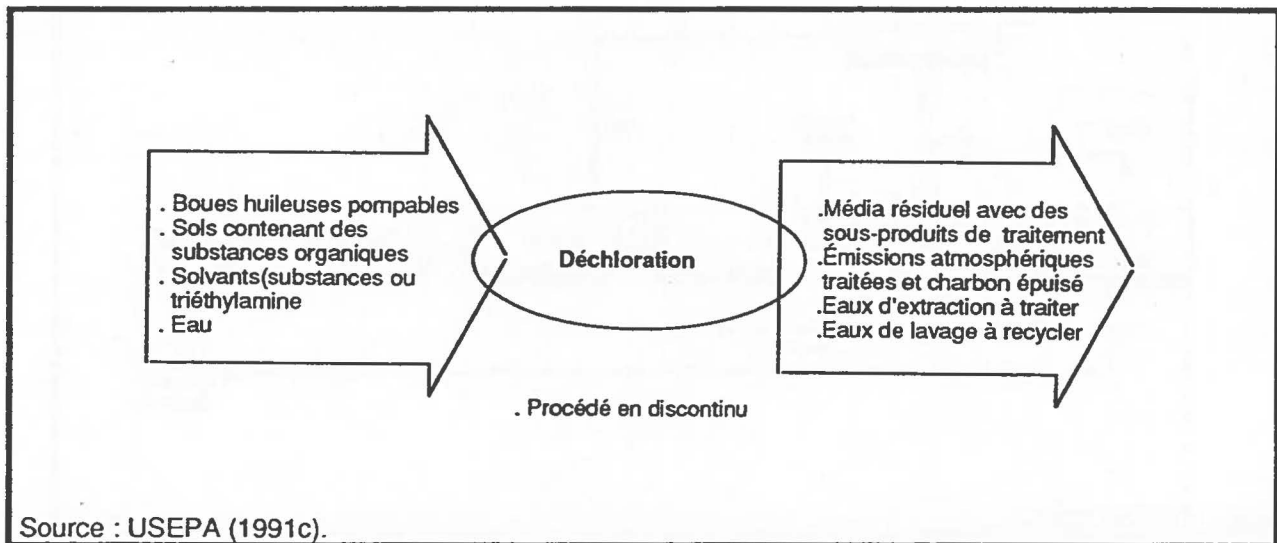 . Boues huileuses pompables
. Sols contenant des
substances organiques
. Solvants(substances ou
triéthylamine
. Eau
Déchloration
.Média résiduel avec des
sous-produits de traitement
.Émissions atmosphériques
traitées et charbon épuisé
.Eaux d'extraction à traiter
.Eaux de lavage à recycler
. Procédé en discontinu
Source : USEPA (1991c).